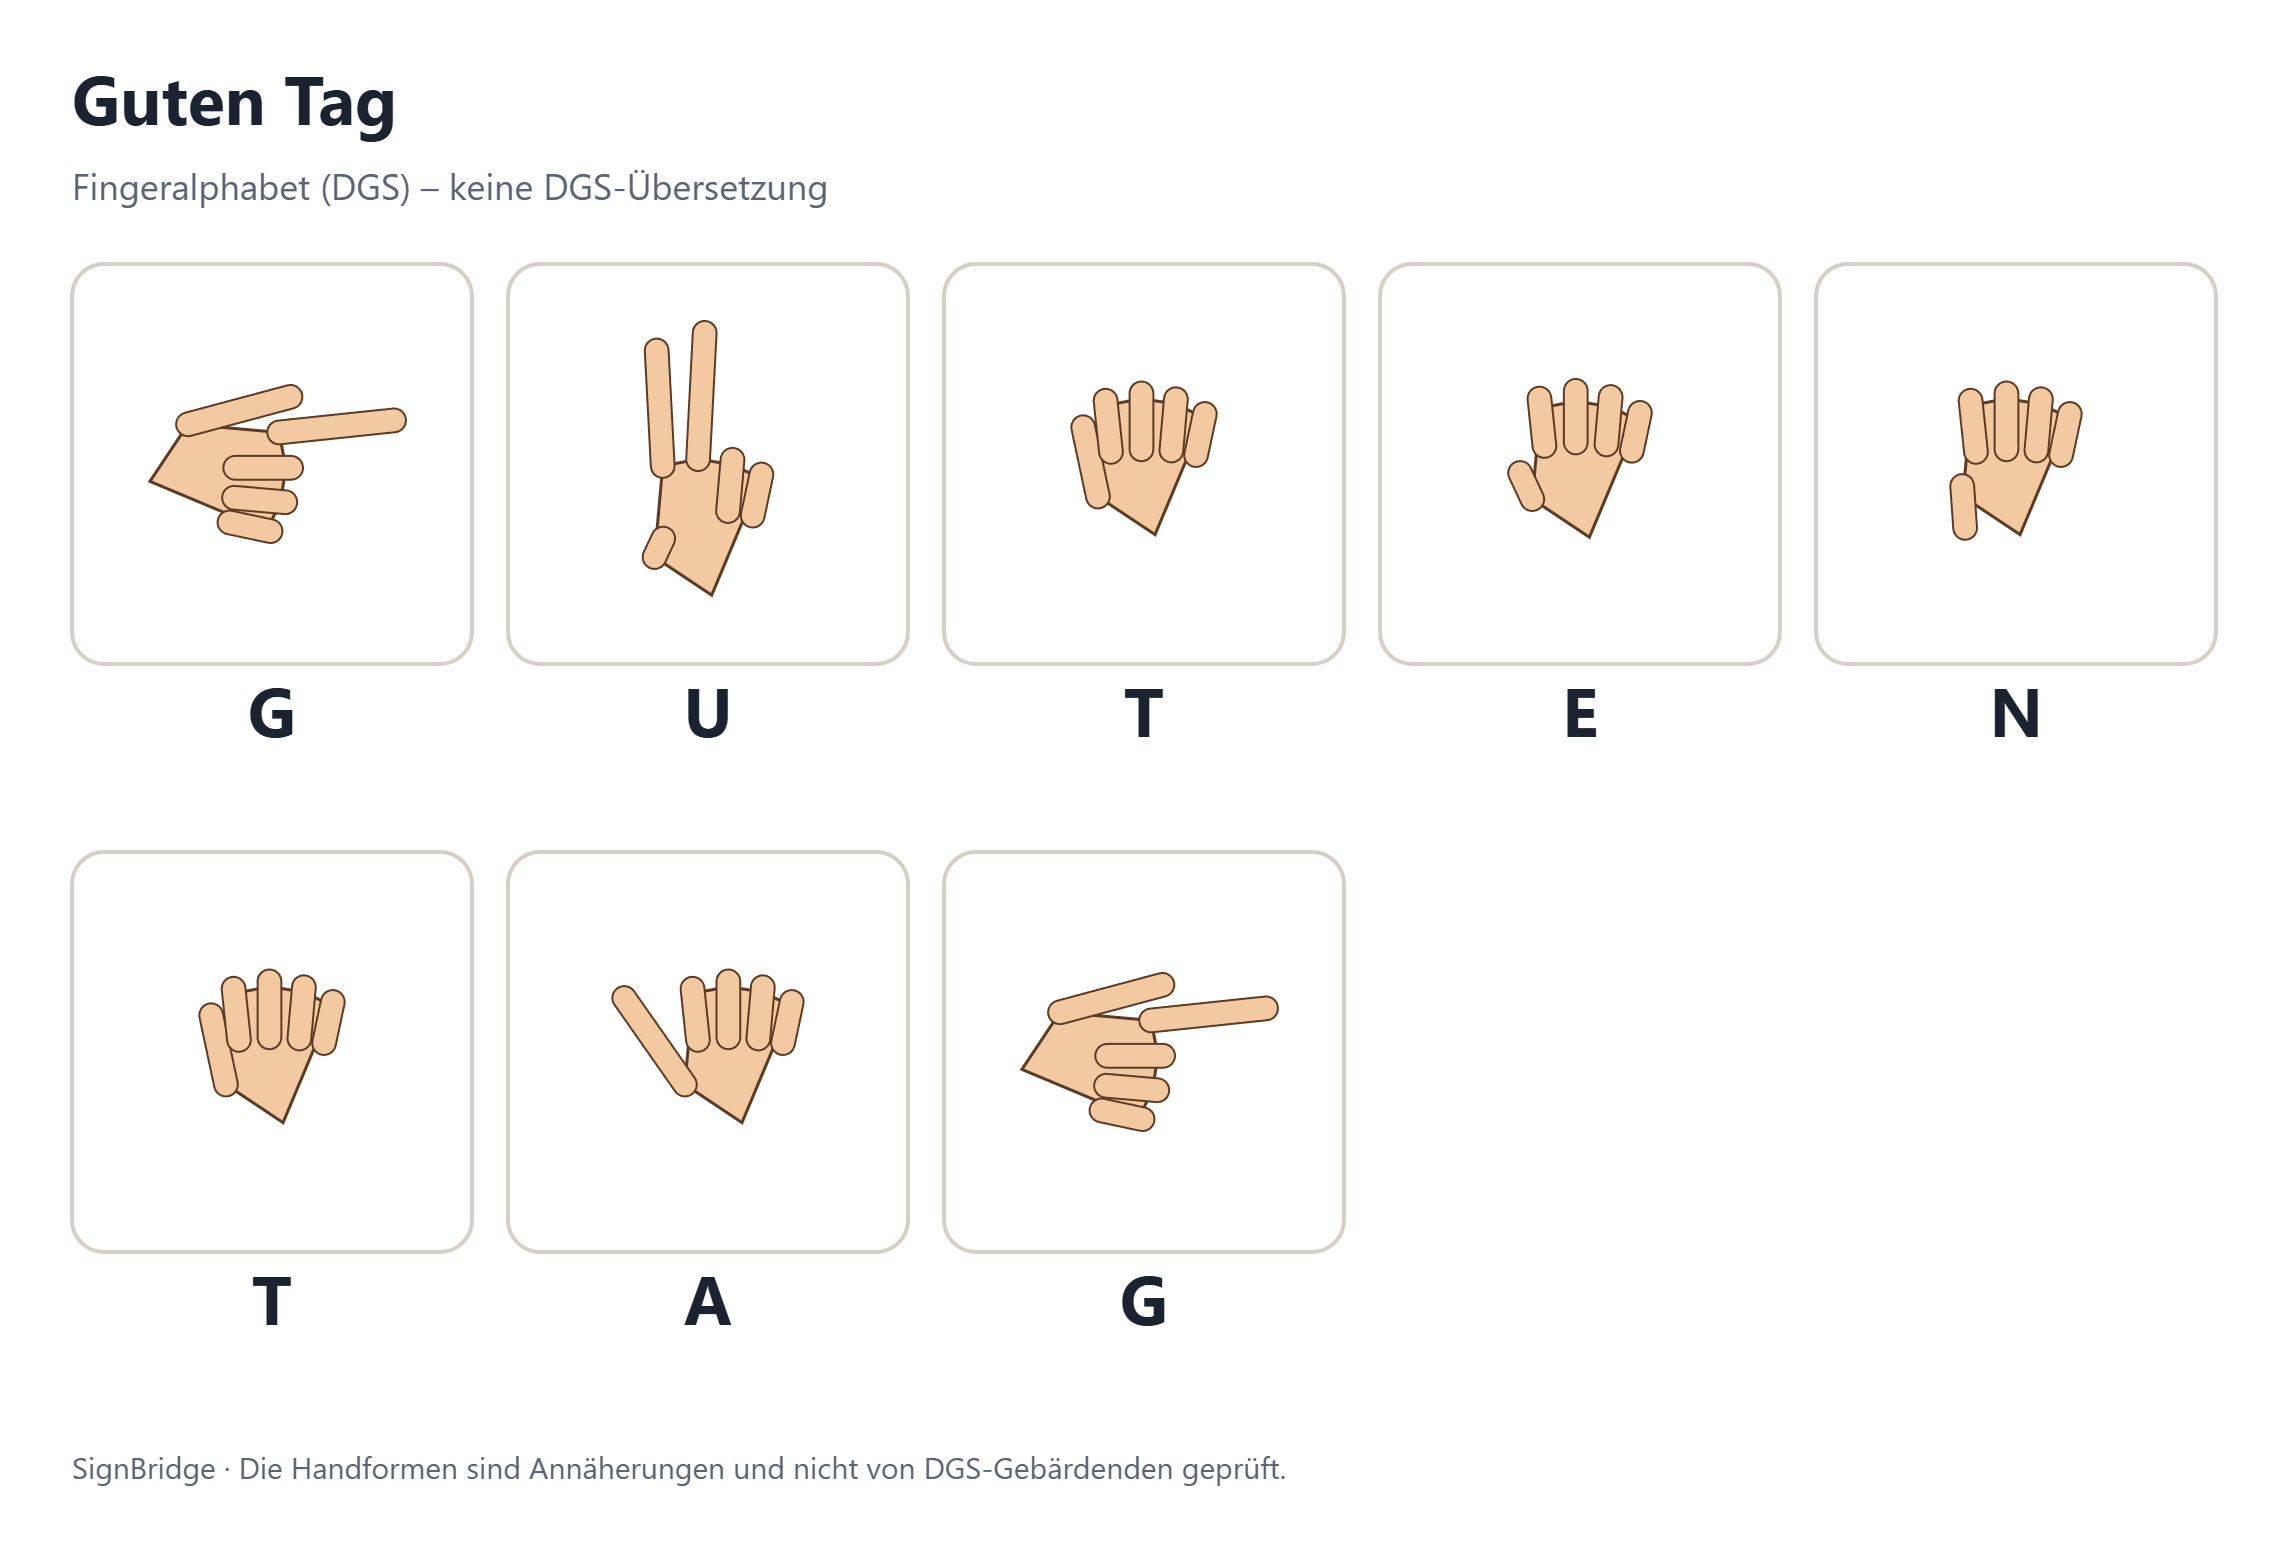 Guten Tag
Fingeralphabet (DGS) – keine DGS-Übersetzung
G U T E N
T A G
SignBridge · Die Handformen sind Annäherungen und nicht von DGS-Gebärdenden geprüft.